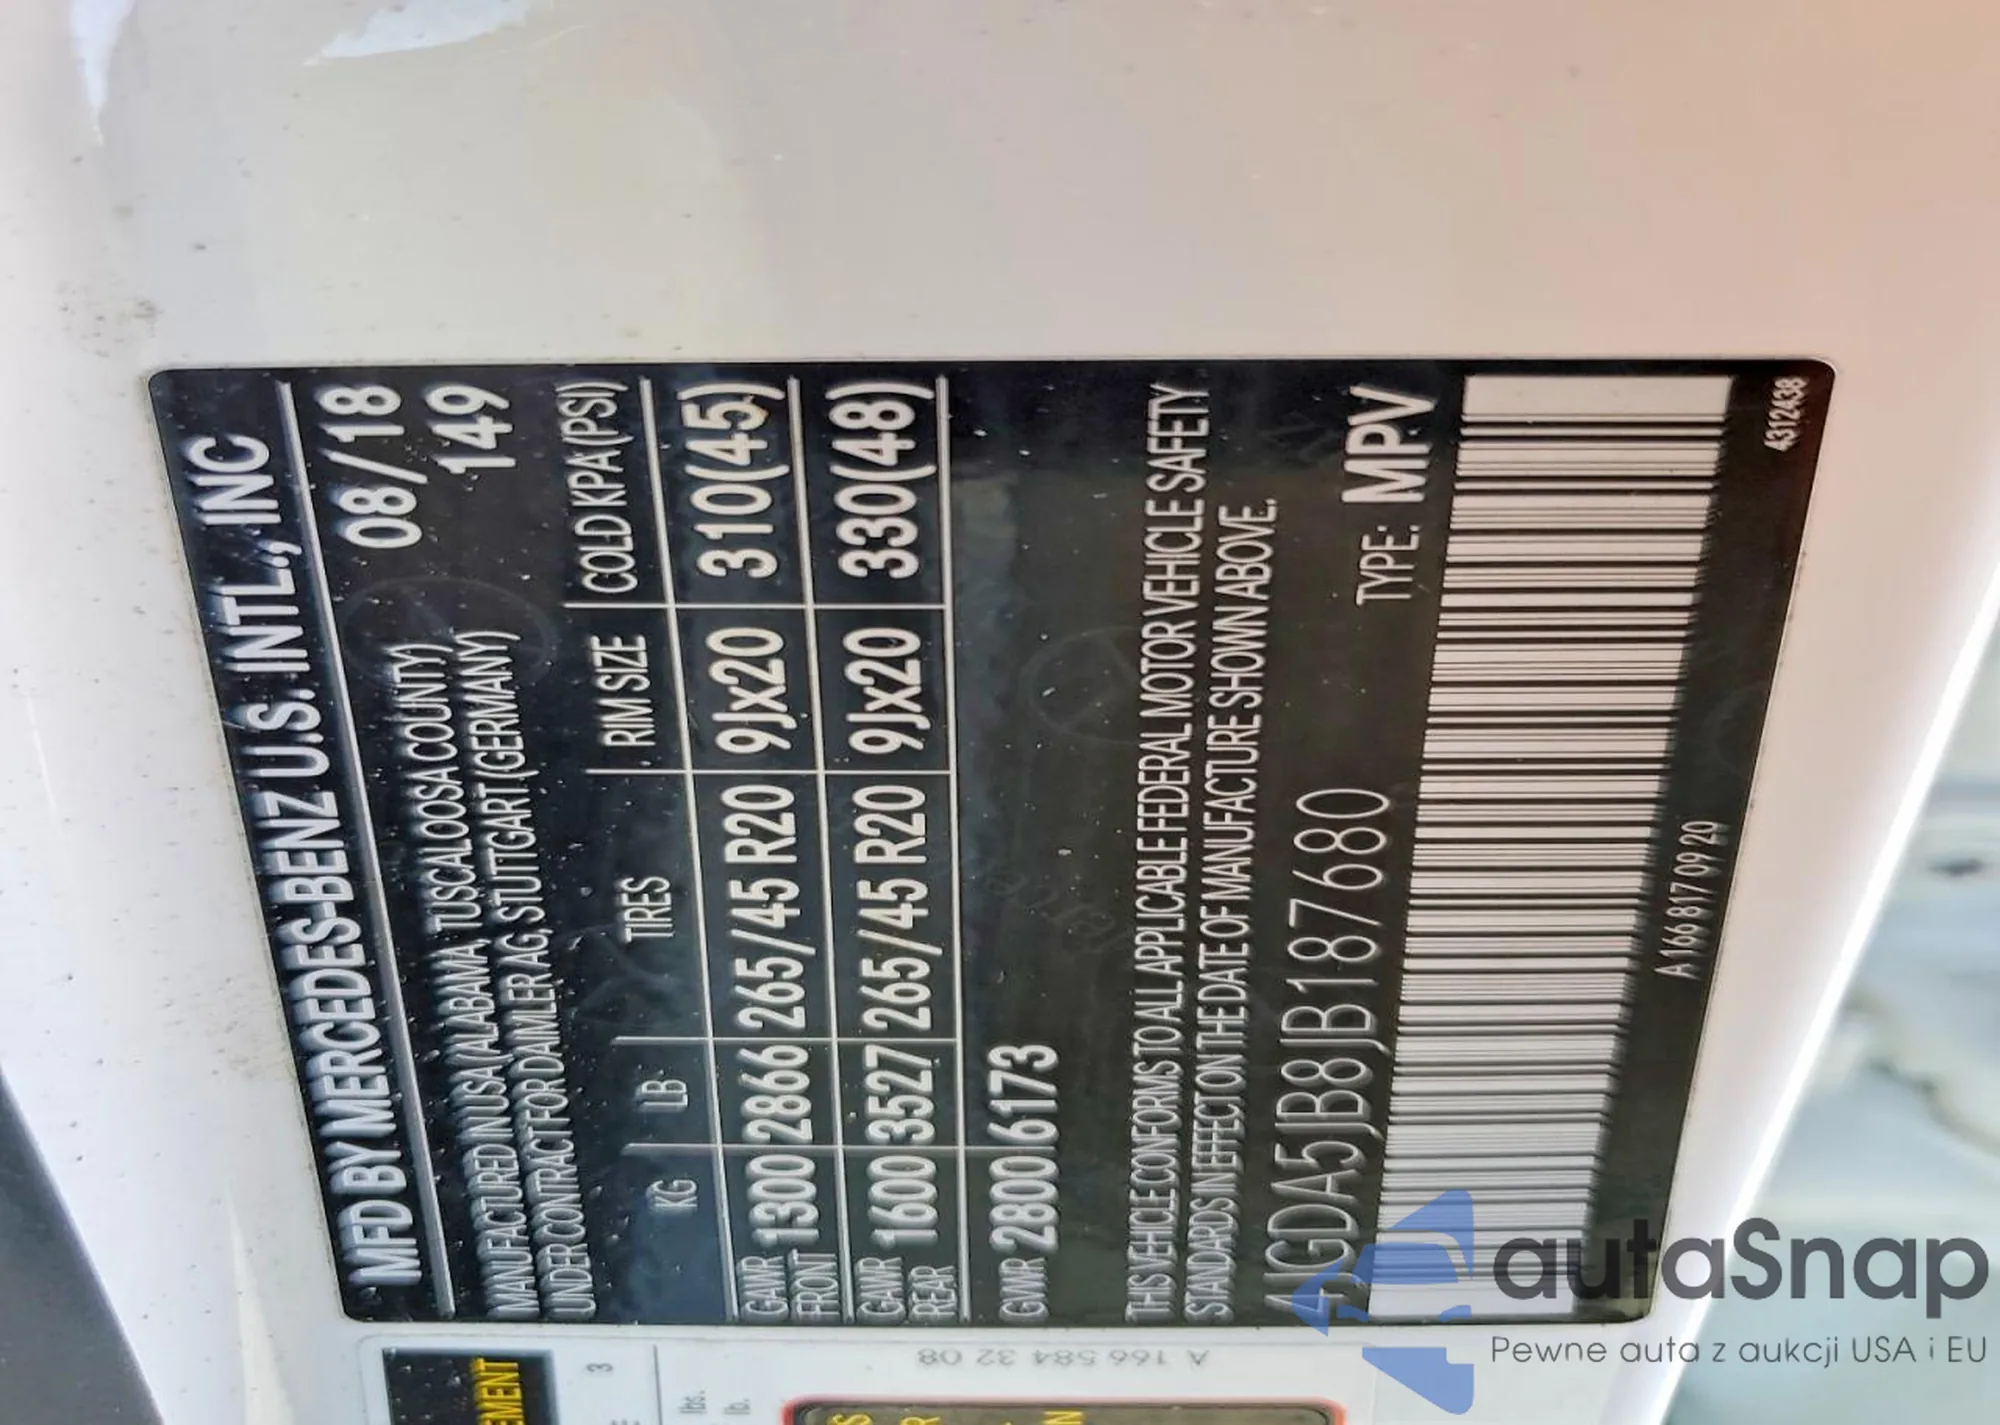 MFD BY MERCEDES-BENZ U.S. INTL., INC
MANUFACTURED IN USA (ALABAMA, TUSCALOOSA COUNTY) 08/18
UNDER CONTRACT FOR DAIMLER AG, STUTTGART (GERMANY) 149
KG LB TIRES RIM SIZE COLD KPA (PSI)
GAWR FRONT 1300 2866 265/45 R20 9Jx20 310(45)
GAWR REAR 1600 3527 265/45 R20 9Jx20 330(48)
GVWR 2800 6173
THIS VEHICLE CONFORMS TO ALL APPLICABLE FEDERAL MOTOR VEHICLE SAFETY
STANDARDS IN EFFECT ON THE DATE OF MANUFACTURE SHOWN ABOVE.
4JGDA5JB8JB187680 TYPE: MPV
A 166 817 09 20
4312438
A 166 584 32 08
EMENT
3
lbs.
lb.
autaSnap
Pewne auta z aukcji USA i EU